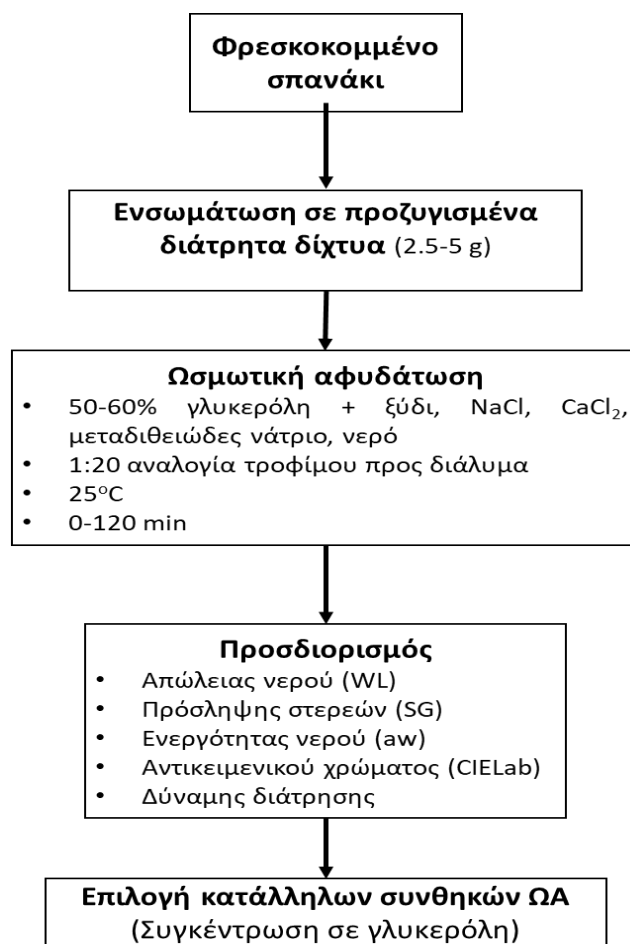 Φρεσκοκομμένο
σπανάκι
Ενσωμάτωση σε προζυγισμένα
διάτρητα δίχτυα (2.5-5 g)
Ωσμωτική αφυδάτωση
• 50-60% γλυκερόλη + ξύδι, NaCl, CaCl₂,
μεταδιθειώδες νάτριο, νερό
• 1:20 αναλογία τροφίμου προς διάλυμα
• 25°C
• 0-120 min
Προσδιορισμός
• Απώλειας νερού (WL)
• Πρόσληψης στερεών (SG)
• Ενεργότητας νερού (aw)
• Αντικειμενικού χρώματος (CIELab)
• Δύναμης διάτρησης
Επιλογή κατάλληλων συνθηκών ΩΑ
(Συγκέντρωση σε γλυκερόλη)